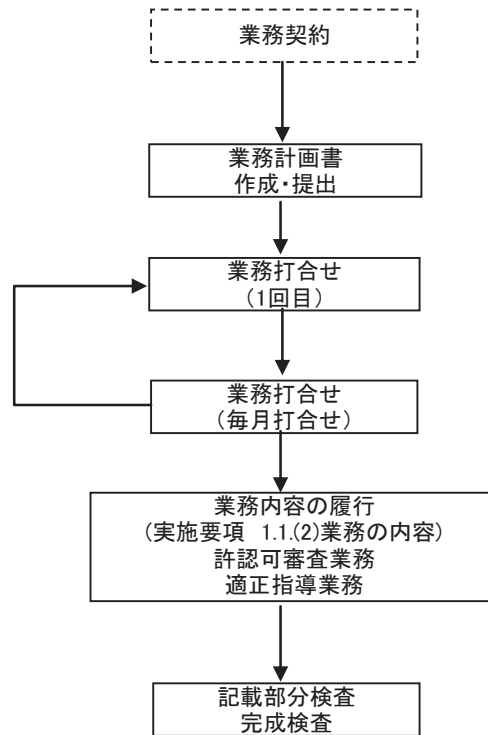 業務契約
業務計画書
作成・提出
業務打合せ
(1回目)
業務打合せ
(毎月打合せ)
業務内容の履行
(実施要項 1.1.(2)業務の内容)
許認可審査業務
適正指導業務
記載部分検査
完成検査